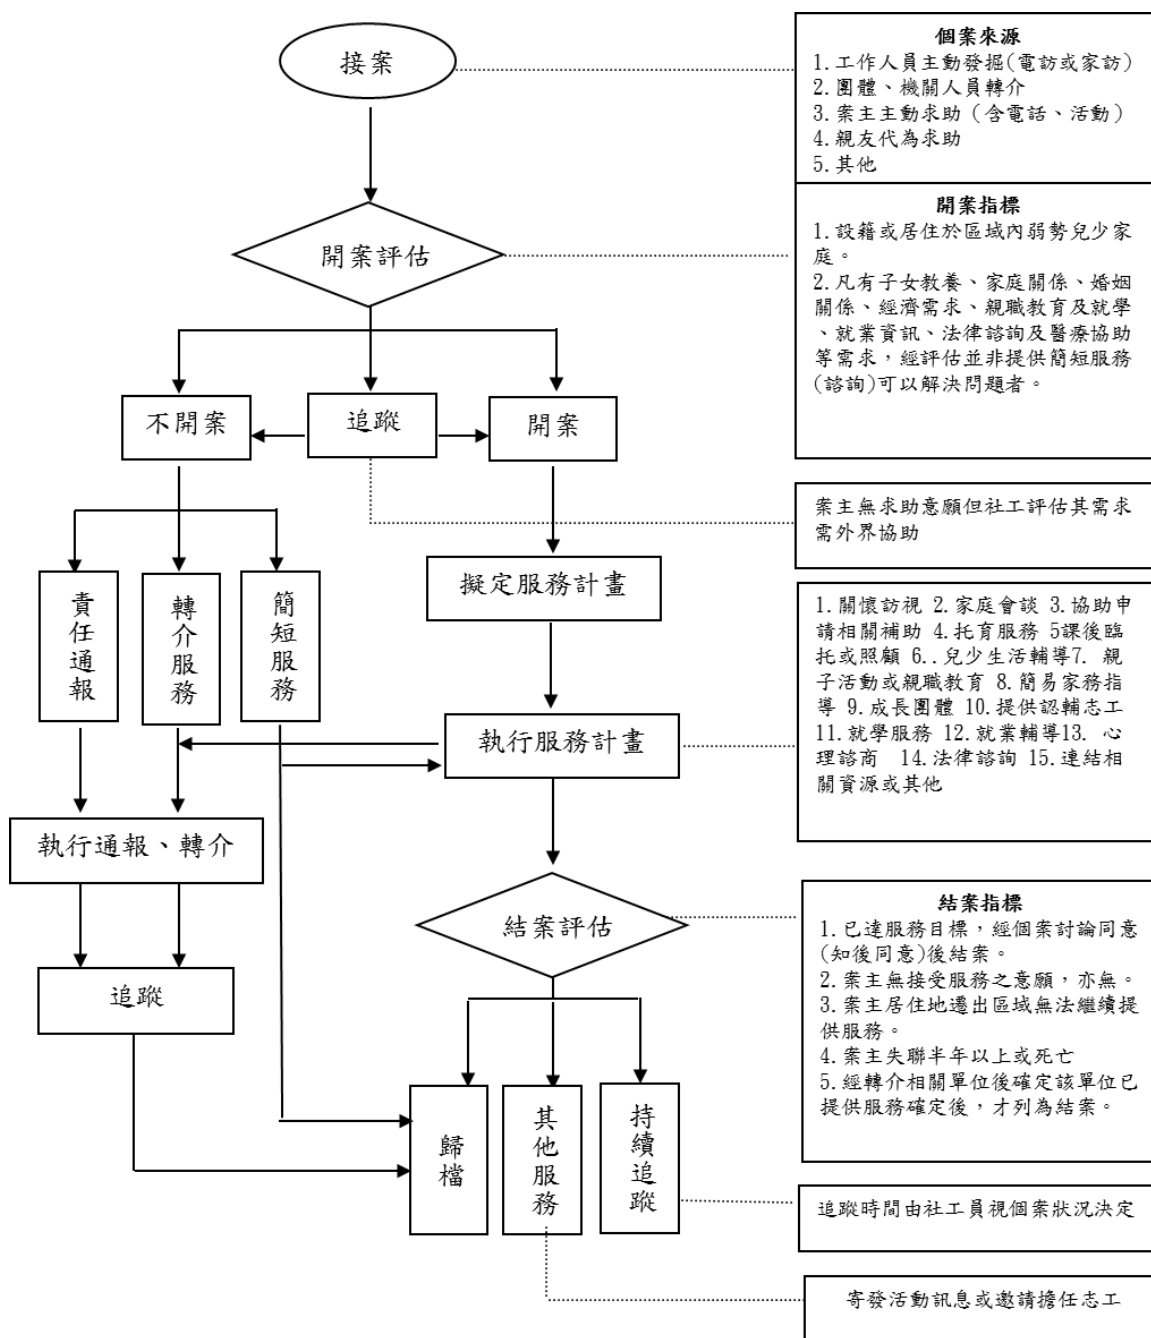 接案
個案來源
1.工作人員主動發掘(電訪或家訪)
2.團體、機關人員轉介
3.案主主動求助（含電話、活動）
4.親友代為求助
5.其他
開案評估
開案指標
1.設籍或居住於區域內弱勢兒少家
庭。
2.凡有子女教養、家庭關係、婚姻
關係、經濟需求、親職教育及就學
、就業資訊、法律諮詢及醫療協助
等需求，經評估並非提供簡短服務
(諮詢)可以解決問題者。
不開案
追蹤
開案
案主無求助意願但社工評估其需求
需外界協助
責任通報
轉介服務
簡短服務
擬定服務計畫
1.關懷訪視 2.家庭會談 3.協助申
請相關補助 4.托育服務 5課後臨
托或照顧 6..兒少生活輔導7. 親
子活動或親職教育 8.簡易家務指
導 9.成長團體 10.提供認輔志工
11.就學服務 12.就業輔導13. 心
理諮商　14.法律諮詢 15.連結相
關資源或其他
執行服務計畫
執行通報、轉介
追蹤
結案評估
結案指標
1.已達服務目標，經個案討論同意
(知後同意)後結案。
2.案主無接受服務之意願，亦無。
3.案主居住地遷出區域無法繼續提
供服務。
4.案主失聯半年以上或死亡
5.經轉介相關單位後確定該單位已
提供服務確定後，才列為結案。
歸檔
其他服務
持續追蹤
追蹤時間由社工員視個案狀況決定
寄發活動訊息或邀請擔任志工